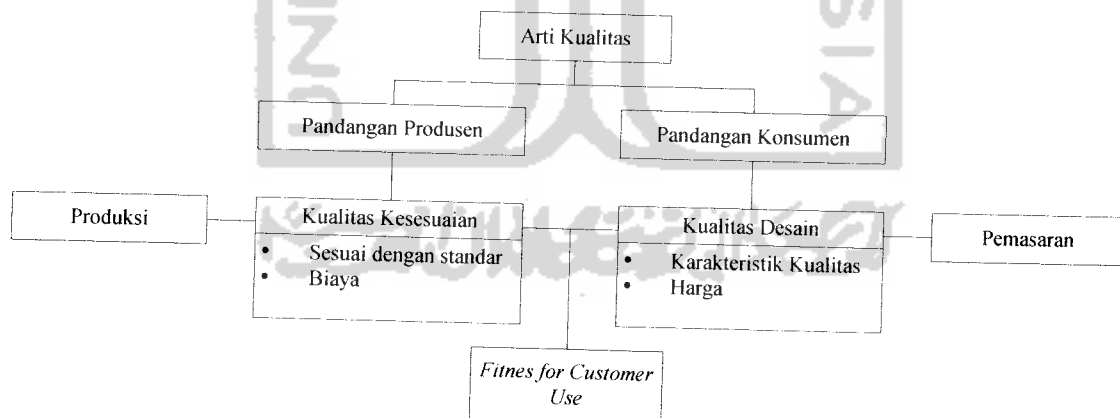 Arti Kualitas
Pandangan Produsen
Pandangan Konsumen
Produksi
Kualitas Kesesuaian
• Sesuai dengan standar
• Biaya
Kualitas Desain
• Karakteristik Kualitas
• Harga
Pemasaran
Fitnes for Customer
Use